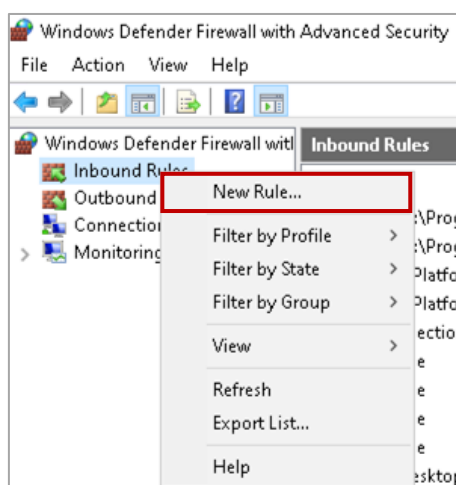 Windows Defender Firewall with Advanced Security
File Action View Help
Windows Defender Firewall with
Inbound Rules
Inbound Rules
Outbound
Connection
Monitoring
New Rule...
Filter by Profile
Filter by State
Filter by Group
View
Refresh
Export List...
Help
:\Prog
:\Prog
Platfo
Platfo
ectio
e
e
e
e
esktop